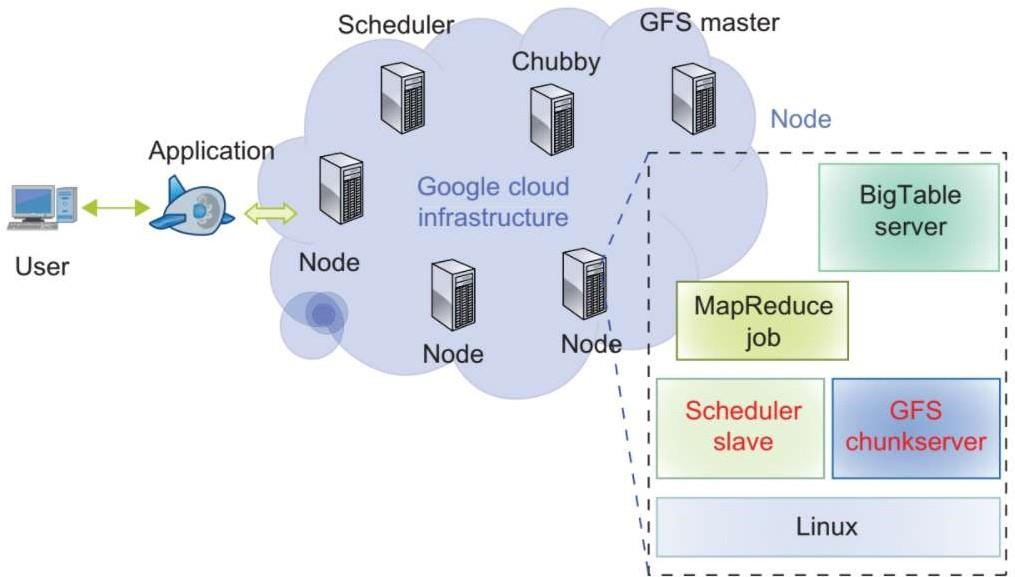 Scheduler
GFS master
Chubby
Node
Application
Google cloud
infrastructure
User
Node
Node
Node
BigTable
server
MapReduce
job
Scheduler
slave
GFS
chunkserver
Linux